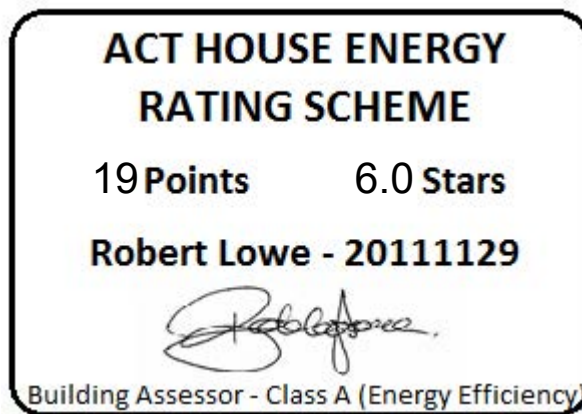 ACT HOUSE ENERGY
RATING SCHEME
19 Points 6.0 Stars
Robert Lowe - 20111129
Building Assessor - Class A (Energy Efficiency)